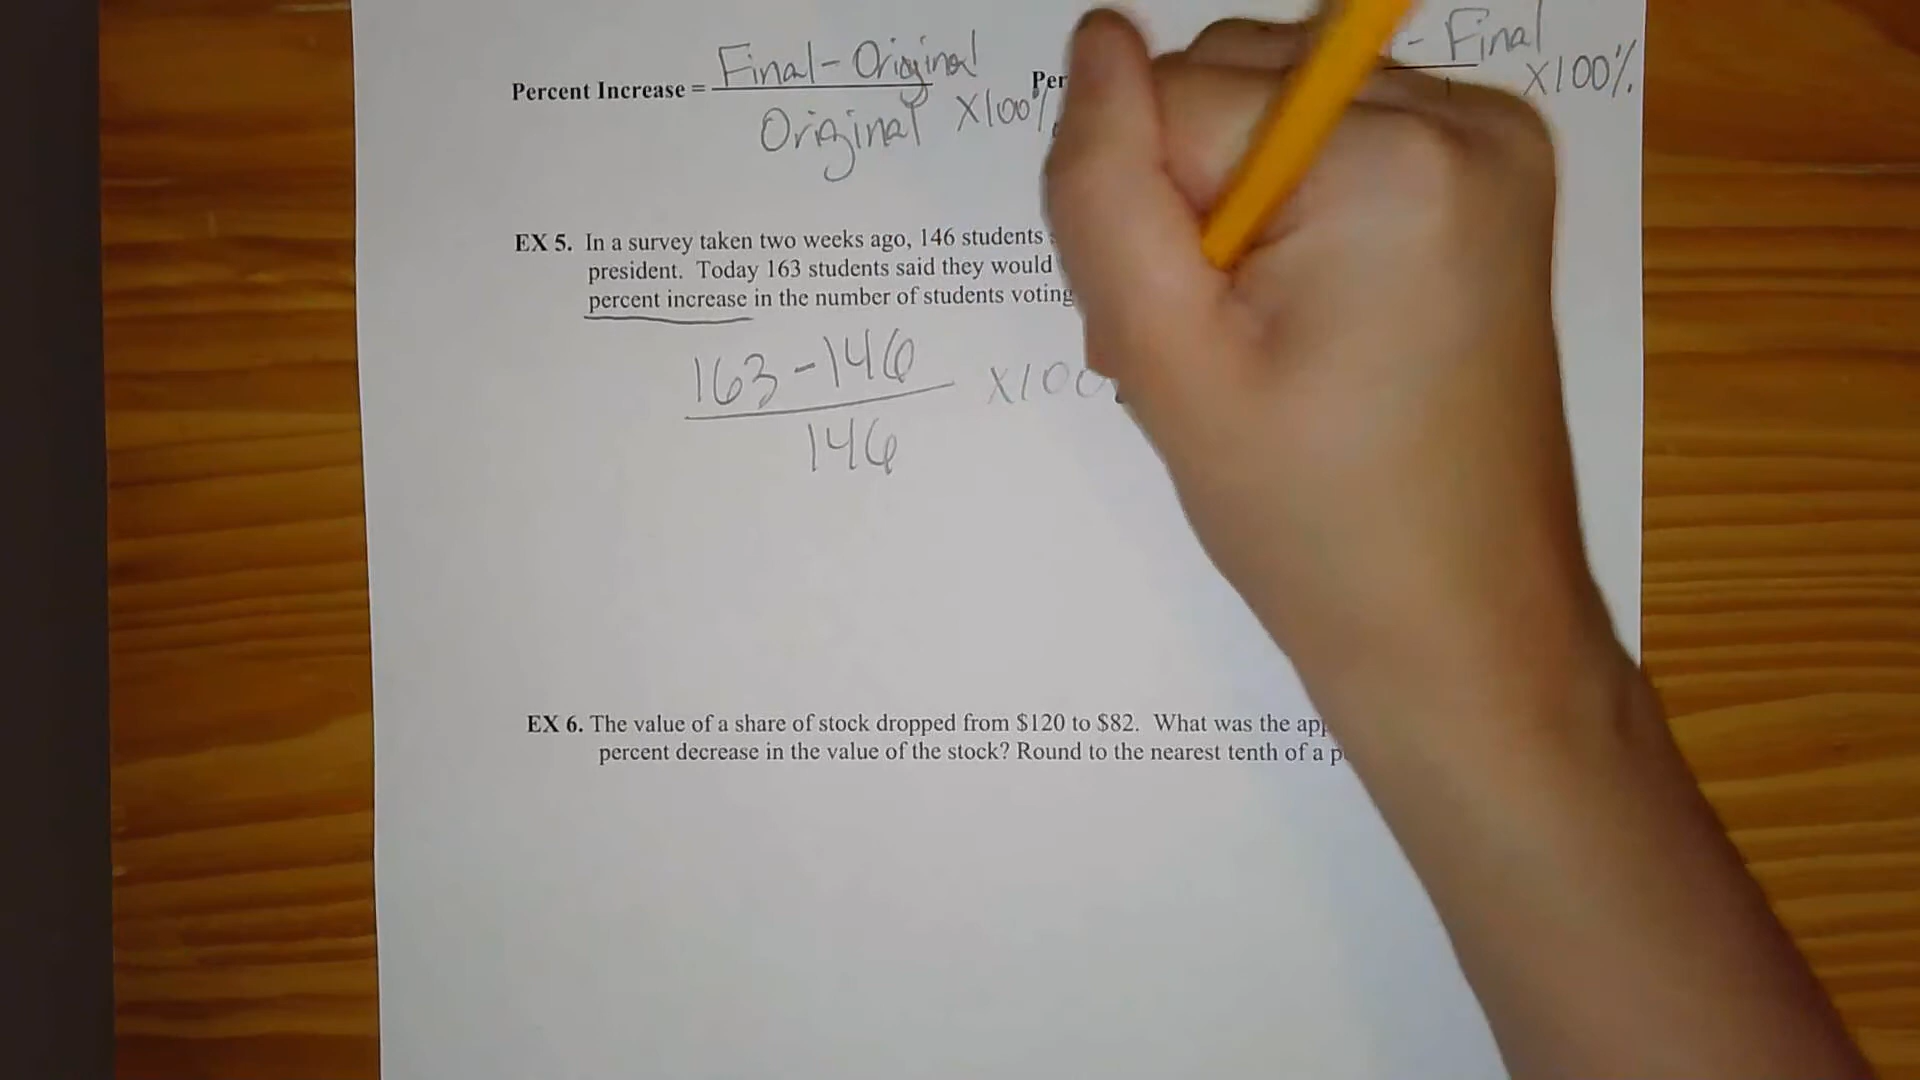 Final - Original
Percent Increase =
Original X100%
- Final
X100%
EX 5. In a survey taken two weeks ago, 146 students
president. Today 163 students said they would
percent increase in the number of students voting
163 - 146
X100
146
EX 6. The value of a share of stock dropped from $120 to $82. What was the
percent decrease in the value of the stock? Round to the nearest tenth of a